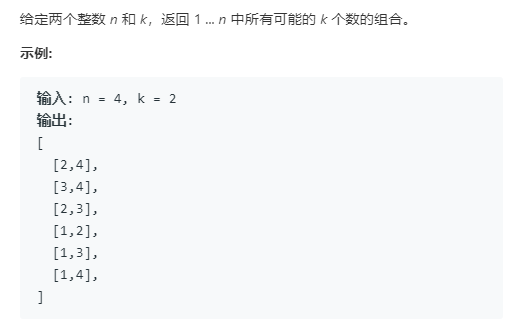 给定两个整数 n 和 k，返回 1 ... n 中所有可能的 k 个数的组合。
示例:
输入: n = 4, k = 2
输出:
[
  [2,4],
  [3,4],
  [2,3],
  [1,2],
  [1,3],
  [1,4],
]